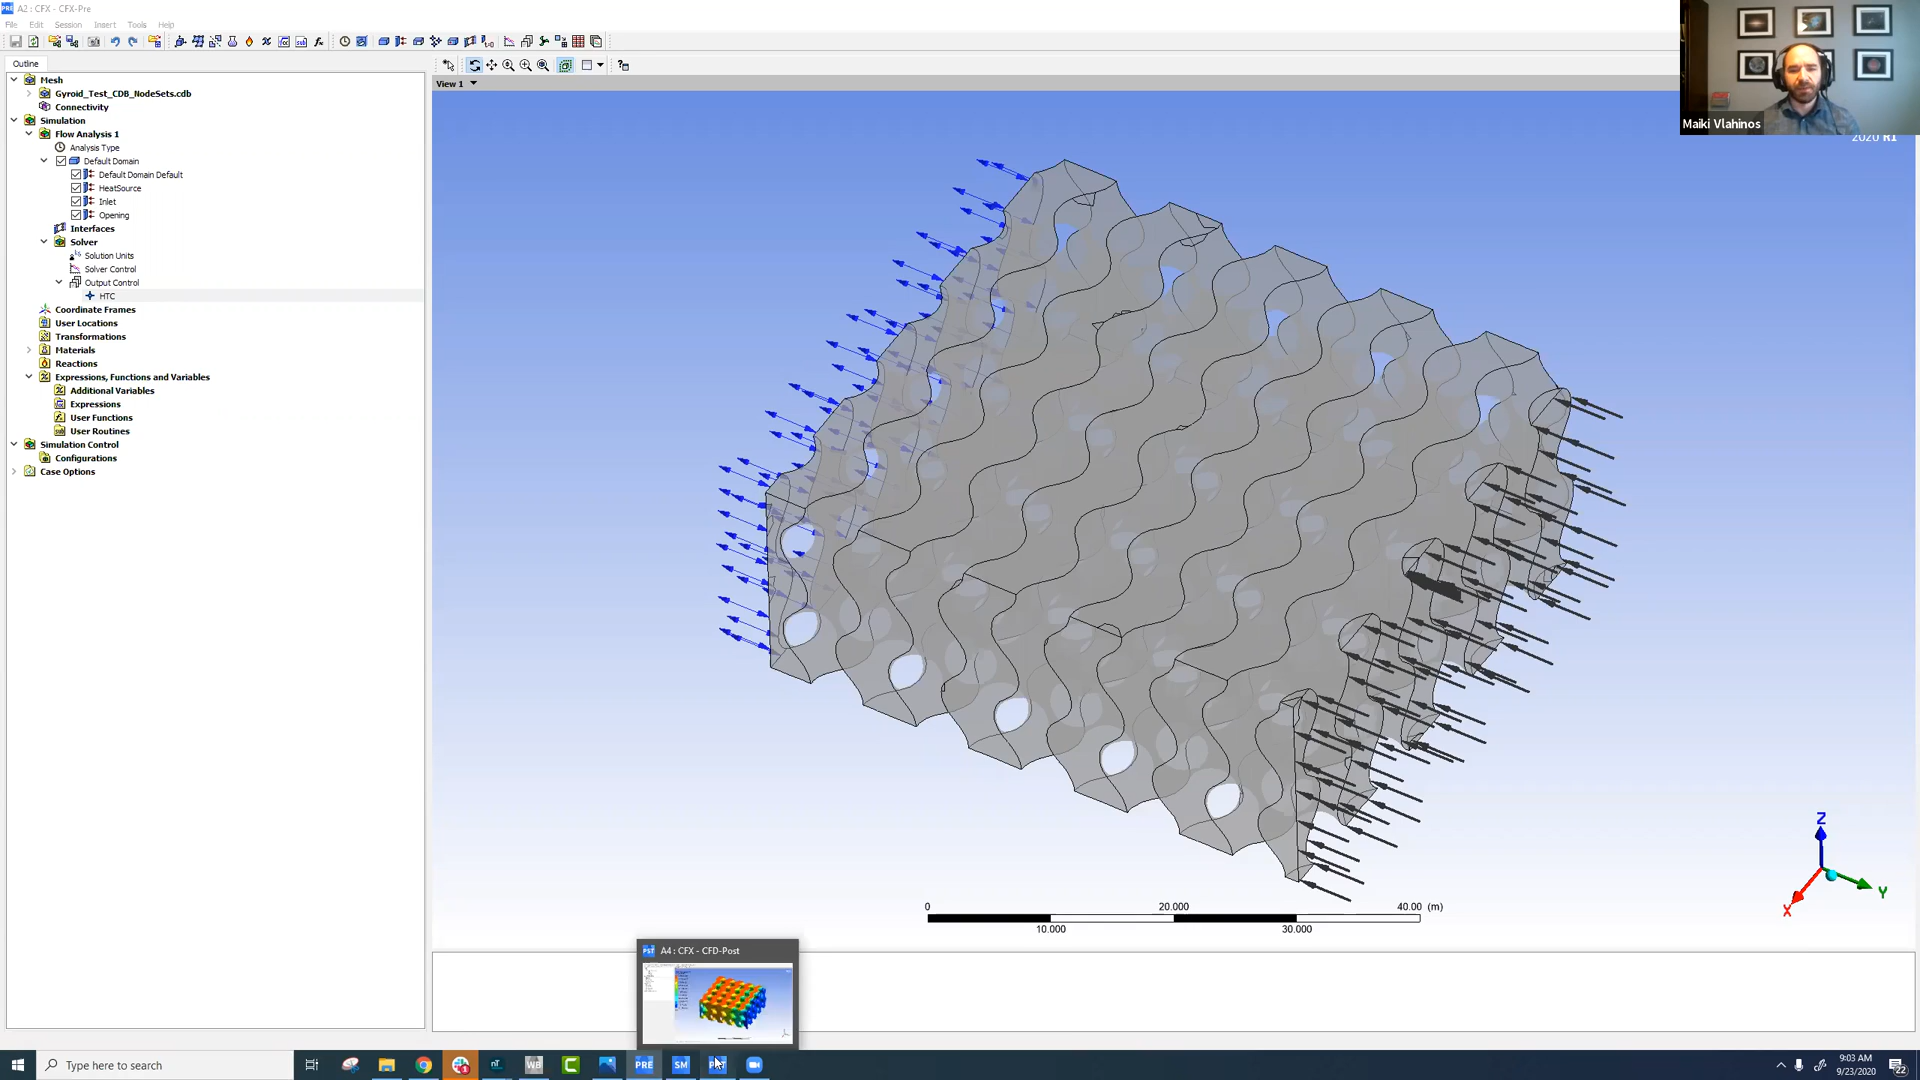 A2 : CFX - CFX-Pre
File Edit Session Insert Tools Help
Outline
View 1
Mesh
Gyroid_Test_CDB_NodeSets.cdb
Connectivity
Simulation
Flow Analysis 1
Analysis Type
Default Domain
Default Domain Default
HeatSource
Inlet
Opening
Interfaces
Solver
Solution Units
Solver Control
Output Control
HTC
Coordinate Frames
User Locations
Transformations
Materials
Reactions
Expressions, Functions and Variables
Additional Variables
Expressions
User Functions
User Routines
Simulation Control
Configurations
Case Options
Maiki Vlahinos
2020 R1
Z
Y
X
0 20.000 40.00 (m)
10.000 30.000
PST A4 : CFX - CFD-Post
Type here to search
nT
WB
PRE
SM
9:03 AM
9/23/2020
22